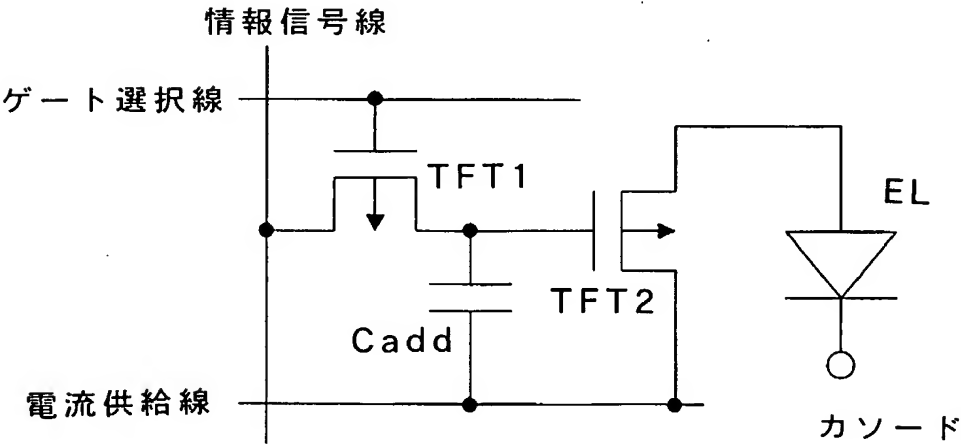 情報信号線
ゲート選択線
TFT1
EL
TFT2
Cadd
電流供給線
カソード